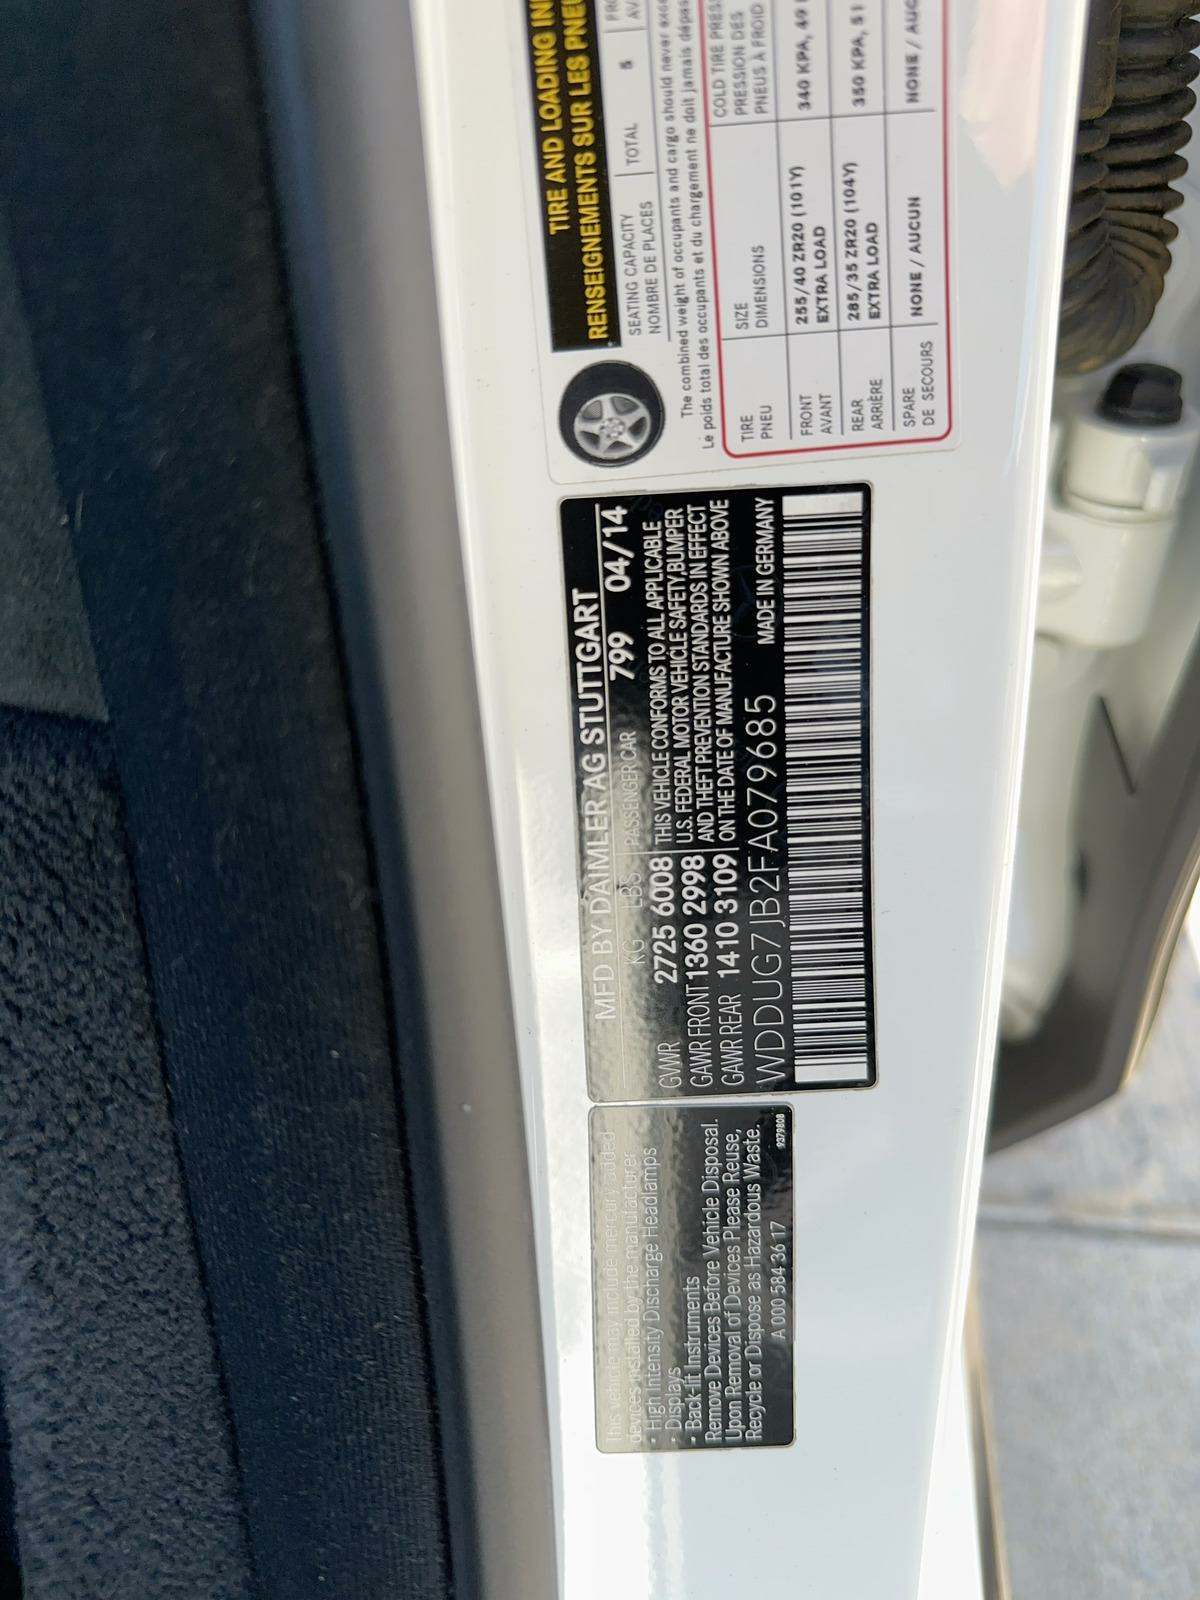 TIRE AND LOADING
RENSEIGNEMENTS SUR LES
SEATING CAPACITY
NOMBRE DE PLACES
TOTAL 5
The combined weight of occupants and cargo should never
Le poids total des occupants et du chargement ne doit jamais
TIRE SIZE COLD TIRE
PNEU DIMENSIONS PRESSION DES
PNEUS À FROID
FRONT 255/40 ZR20 (101Y) 340 KPA, 49
AVANT EXTRA LOAD
REAR 285/35 ZR20 (104Y) 350 KPA, 51
ARRIÈRE EXTRA LOAD
SPARE NONE / AUCUN NONE /
DE SECOURS
MFD BY DAIMLER AG STUTTGART
KG LBS PASSENGER CAR 799 04/14
GVWR 2725 6008 THIS VEHICLE CONFORMS TO ALL APPLICABLE
GAWR FRONT 1360 2998 U.S. FEDERAL MOTOR VEHICLE SAFETY, BUMPER
GAWR REAR 1410 3109 AND THEFT PREVENTION STANDARDS IN EFFECT
ON THE DATE OF MANUFACTURE SHOWN ABOVE
WDDUG7JB2FA079685 MADE IN GERMANY
This vehicle may include mercury added
devices installed by the manufacturer
· High Intensity Discharge Headlamps
· Displays
· Back-lit Instruments
Remove Devices Before Vehicle Disposal.
Upon Removal of Devices Please Reuse,
Recycle or Dispose as Hazardous Waste.
A 000 584 36 17 9379808